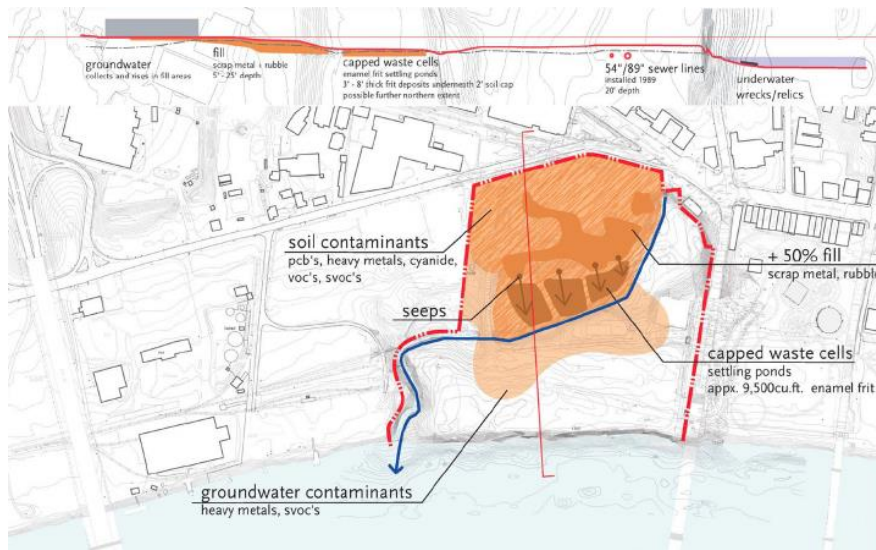 groundwater
collects and rises in fill areas
fill
scrap metal + rubble
5' - 25' depth
capped waste cells
enamel frit settling ponds
3' - 8' thick frit deposits underneath 2' soil cap
possible further northern extent
54"/89" sewer lines
installed 1989
20' depth
underwater
wrecks/relics
soil contaminants
pcb's, heavy metals, cyanide,
voc's, svoc's
+ 50% fill
scrap metal, rubble
seeps
capped waste cells
settling ponds
appx. 9,500cu.ft. enamel frit
groundwater contaminants
heavy metals, svoc's